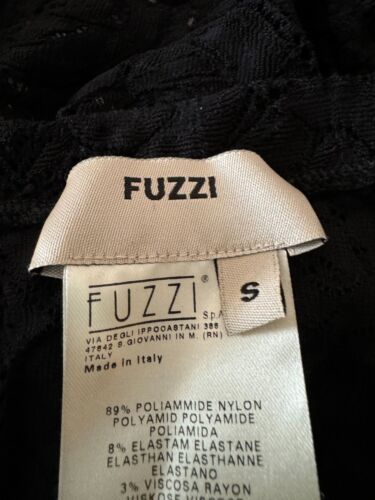 FUZZI
FUZZI® S.p.A
S
VIA DEGLI IPPOCASTANI 388
47842 S.GIOVANNI IN M. (RN)
ITALY
Made in Italy
89% POLIAMMIDE NYLON
POLYAMID POLYAMIDE
POLIAMIDA
8% ELASTAM ELASTANE
ELASTHAN ELASTHANNE
ELASTANO
3% VISCOSA RAYON